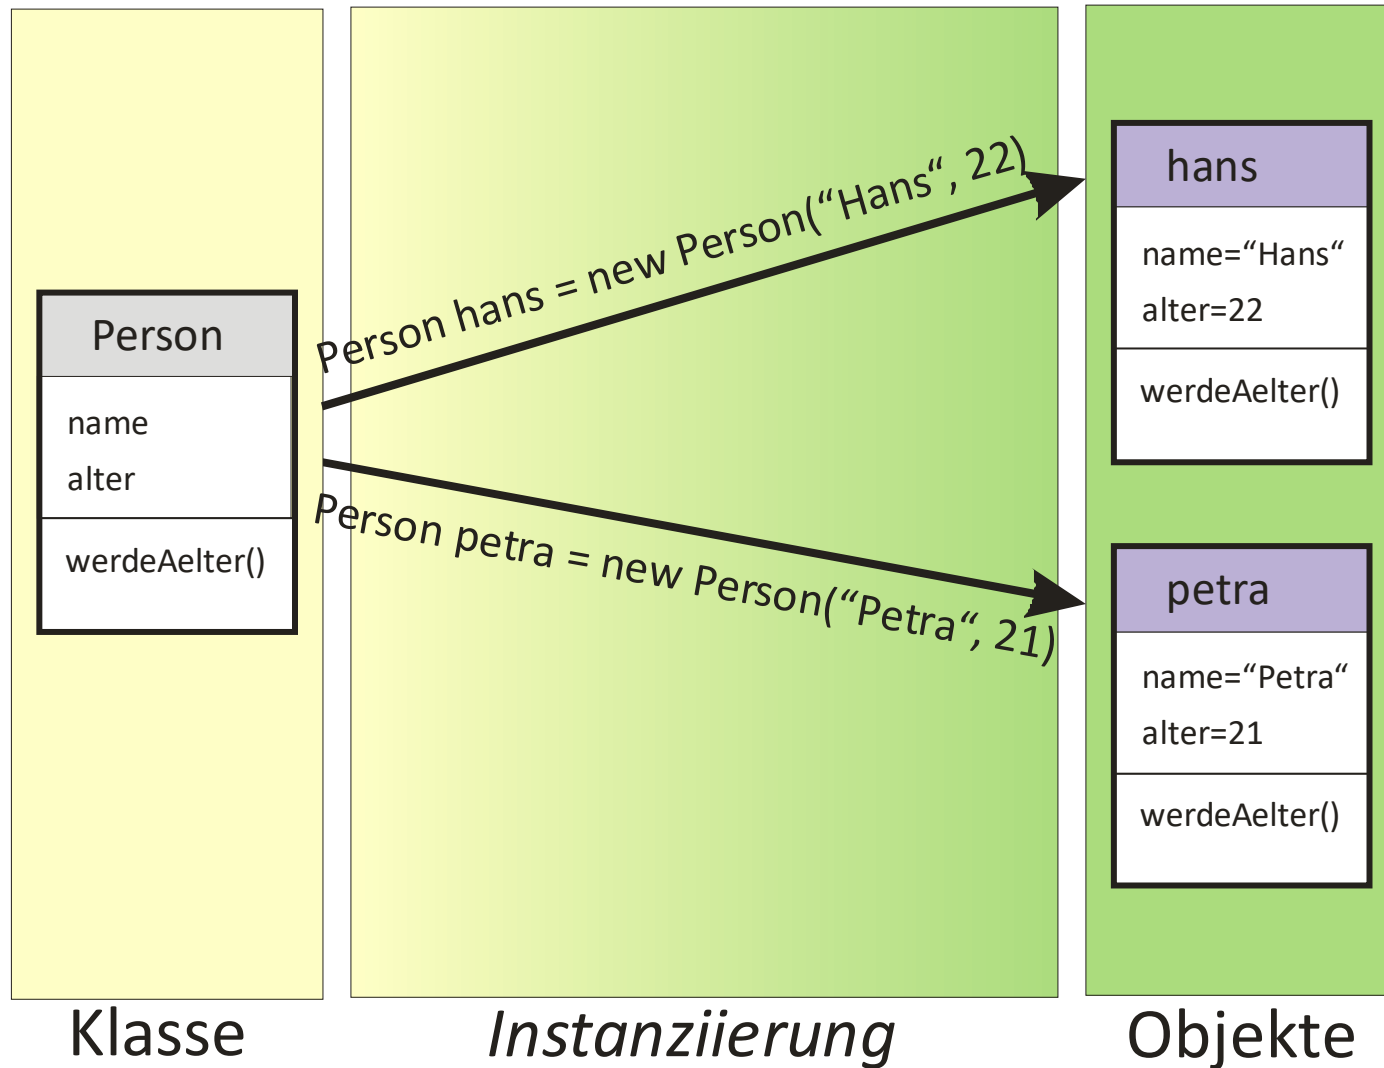 Person
name
alter
werdeAelter()
Person hans = new Person(“Hans“, 22)
Person petra = new Person(“Petra“, 21)
hans
name=“Hans“
alter=22
werdeAelter()
petra
name=“Petra“
alter=21
werdeAelter()
Klasse
Instanziierung
Objekte